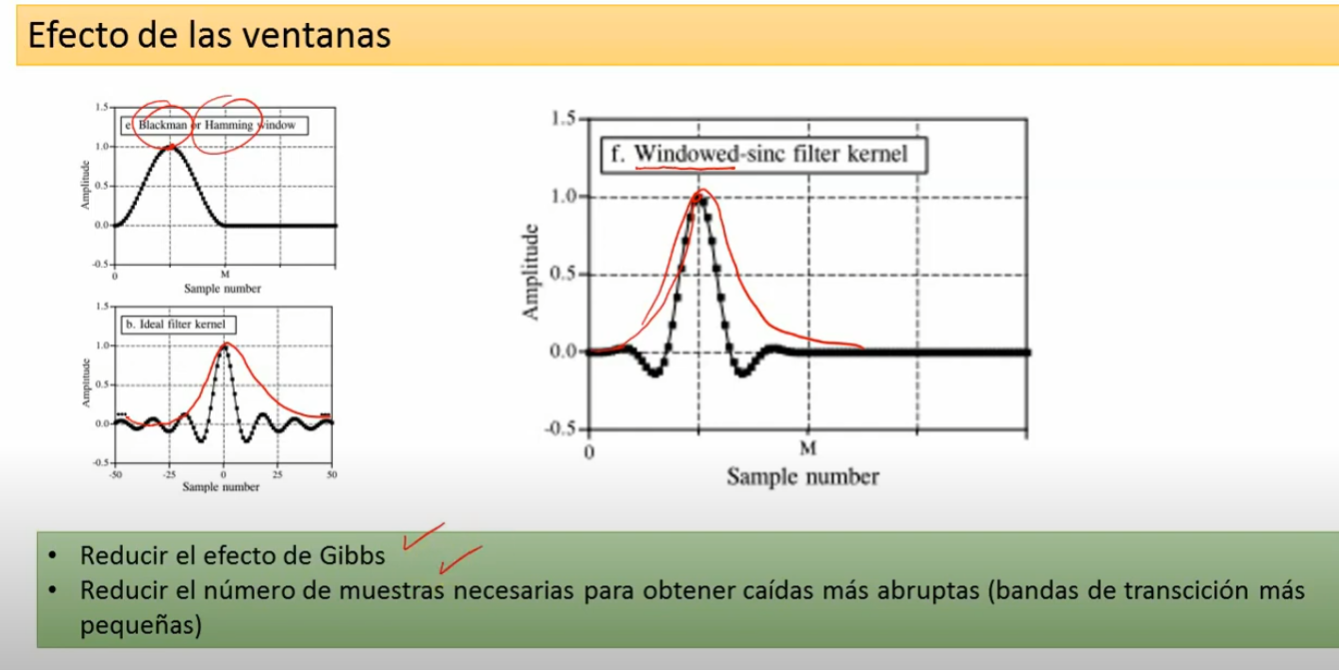 Efecto de las ventanas
1.5
e. Blackman or Hamming window
1.0
Amplitude
0.5
0.0
-0.5
0
M
Sample number
1.5
b. Ideal filter kernel
1.0
Amplitude
0.5
0.0
-0.5
-50
-25
0
25
50
Sample number
1.5
f. Windowed-sinc filter kernel
1.0
Amplitude
0.5
0.0
-0.5
0
M
Sample number
• Reducir el efecto de Gibbs
• Reducir el número de muestras necesarias para obtener caídas más abruptas (bandas de transcición más
pequeñas)